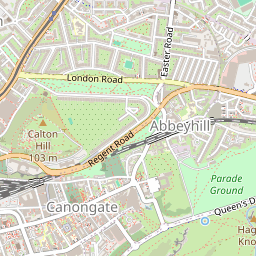 Easter Road
London Road
Abbeyhill
Calton
Hill
103 m
Regent Road
Parade
Ground
Queen's D
Canongate
Hag
Kno